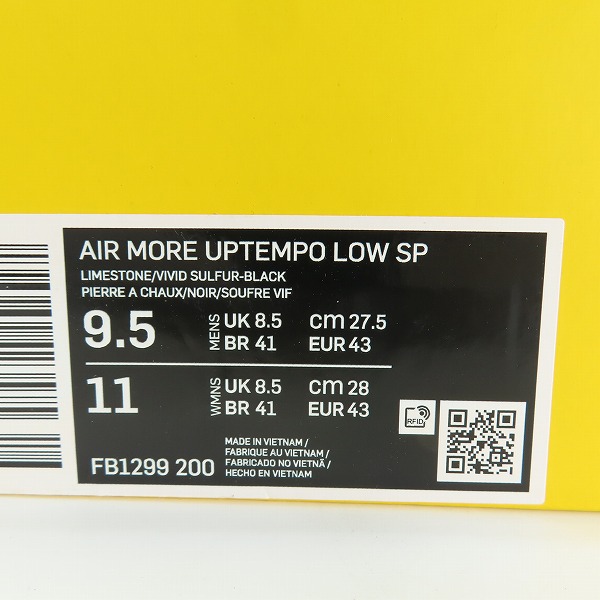 AIR MORE UPTEMPO LOW SP
LIMESTONE/VIVID SULFUR-BLACK
PIERRE A CHAUX/NOIR/SOUFRE VIF
9.5 MENS UK 8.5 cm 27.5
BR 41 EUR 43
11 WMNS UK 8.5 cm 28
BR 41 EUR 43
RFID
MADE IN VIETNAM /
FABRIQUE AU VIETNAM /
FABRICADO NO VIETNÃ /
HECHO EN VIETNAM
FB1299 200